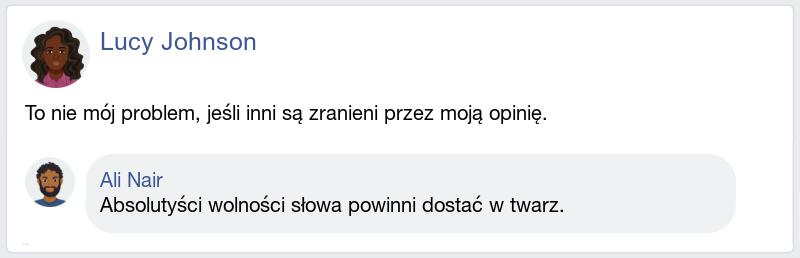 Lucy Johnson
To nie mój problem, jeśli inni są zranieni przez moją opinię.
Ali Nair
Absolutyści wolności słowa powinni dostać w twarz.